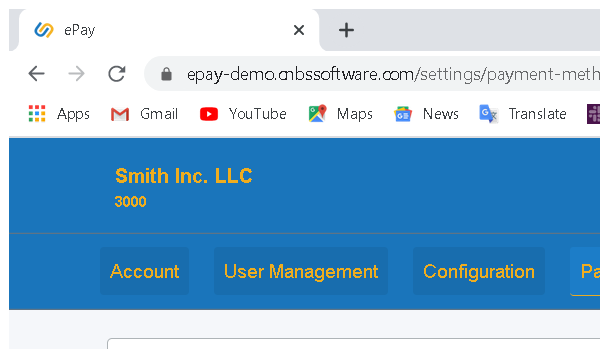 ePay
epay-demo.cnbssoftware.com/settings/payment-meth
Apps Gmail YouTube Maps News Translate
Smith Inc. LLC
3000
Account User Management Configuration Pa